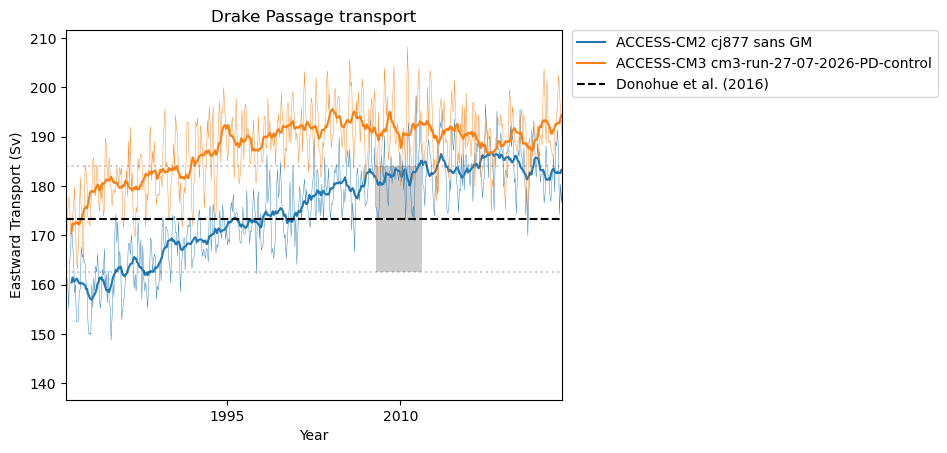 Drake Passage transport
210
200
190
180
170
160
150
140
Eastward Transport (Sv)
1995
2010
Year
ACCESS-CM2 cj877 sans GM
ACCESS-CM3 cm3-run-27-07-2026-PD-control
Donohue et al. (2016)